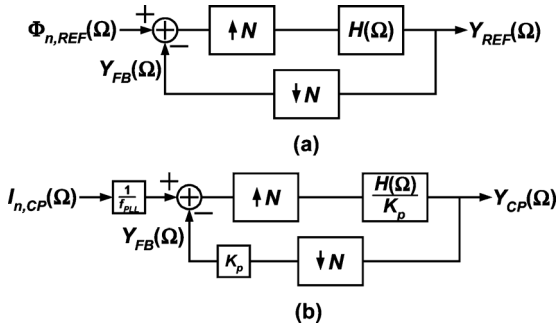 Φn,REF(Ω) + − ↑N H(Ω) YREF(Ω)
YFB(Ω)
↓N
(a)
In,CP(Ω) 1/fPLL + − ↑N H(Ω)/Kp YCP(Ω)
YFB(Ω) Kp ↓N
(b)